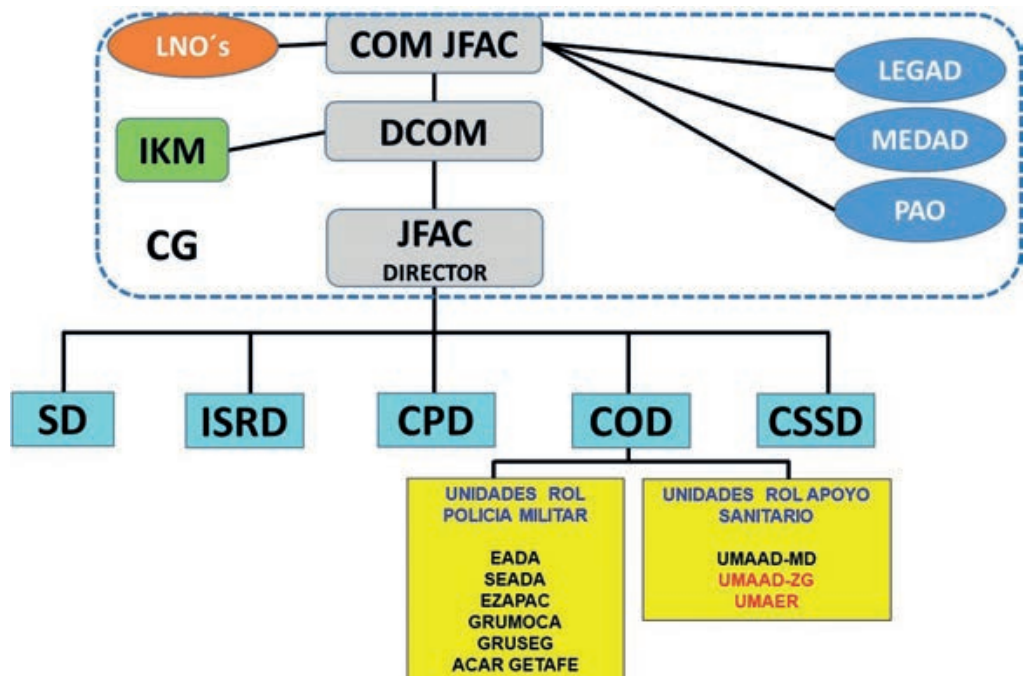 LNO´s
COM JFAC
LEGAD
IKM
DCOM
MEDAD
PAO
CG
JFAC
DIRECTOR
SD
ISRD
CPD
COD
CSSD
UNIDADES ROL
POLICIA MILITAR
EADA
SEADA
EZAPAC
GRUMOCA
GRUSEG
ACAR GETAFE
UNIDADES ROL APOYO
SANITARIO
UMAAD-MD
UMAAD-ZG
UMAER